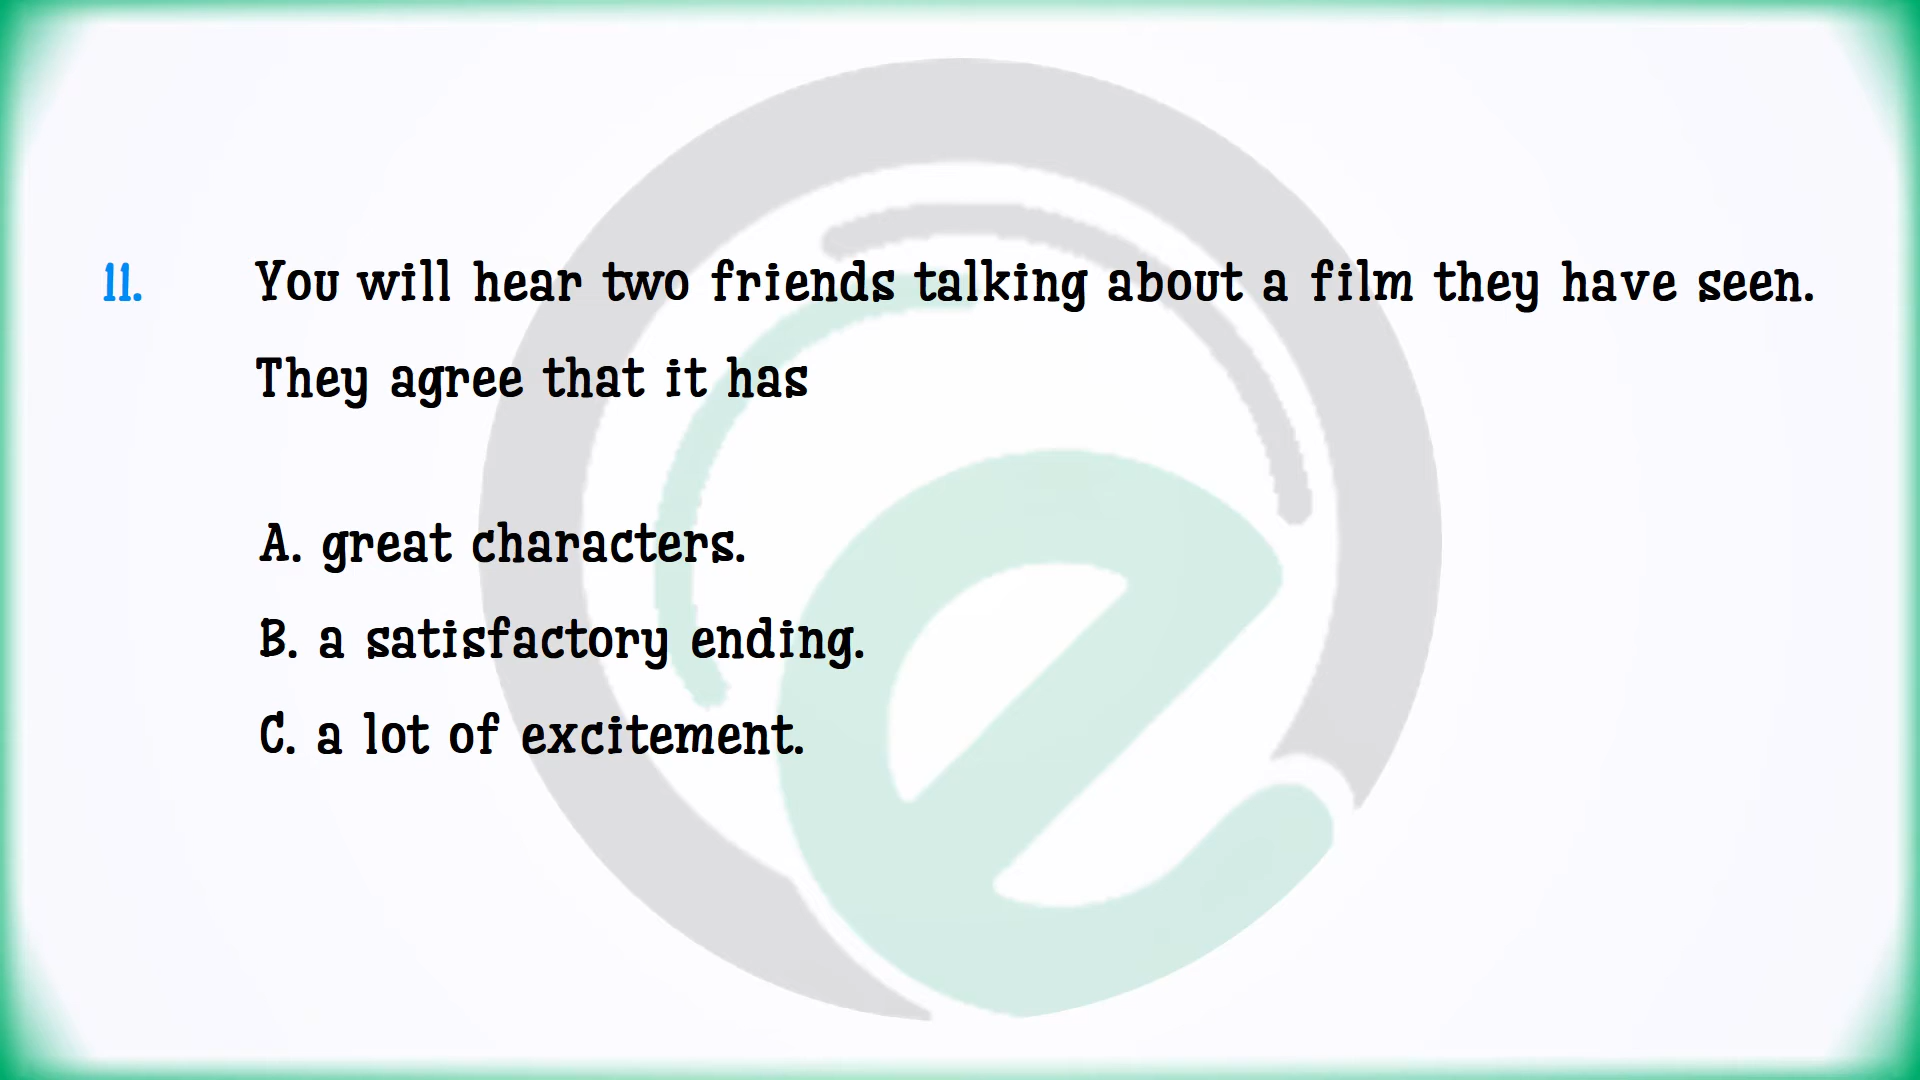 11. You will hear two friends talking about a film they have seen.
They agree that it has
A. great characters.
B. a satisfactory ending.
C. a lot of excitement.